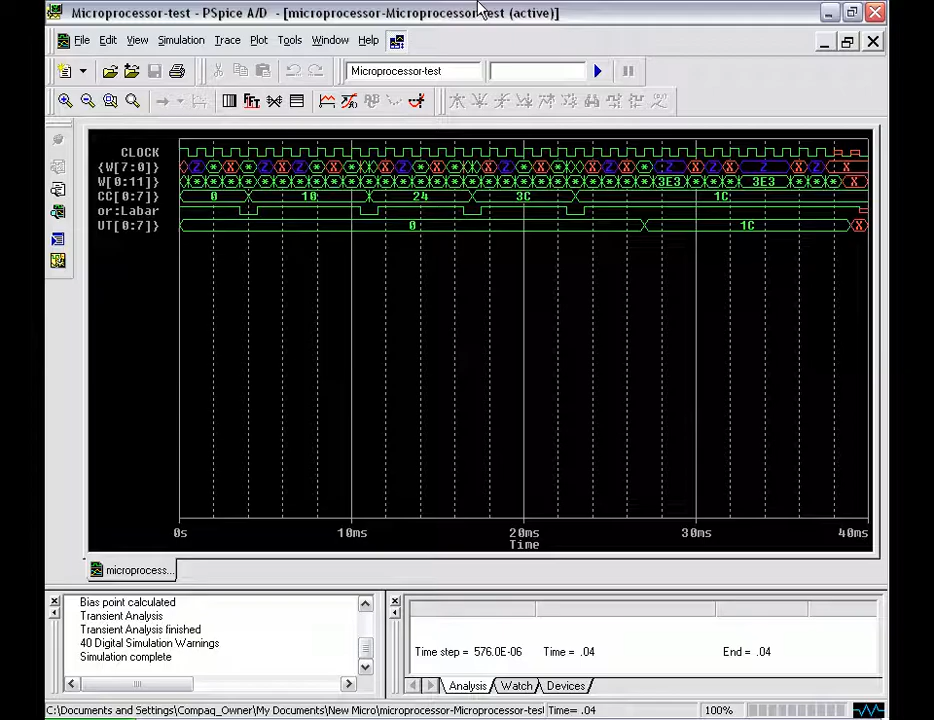 Microprocessor-test - PSpice A/D - [microprocessor-Microprocessor-test (active)]
File Edit View Simulation Trace Plot Tools Window Help
Microprocessor-test
CLOCK
{W[7:0]} Z * X * Z X * Z * X * * X Z * X * X Z * X Z X * Z X Z X Z X
W[0:11] * * * * * * * * * * * * * * * * * * * * * * * * * * * * 3E3 * * * 3E3 * * * X
CC[0:7] 0 10 24 3C 1C
or:Labar
UT[0:7]} 0 1C X
0s 10ms 20ms 30ms 40ms
Time
microprocess...
Bias point calculated
Transient Analysis
Transient Analysis finished
40 Digital Simulation Warnings
Simulation complete
Time step = 576.0E-06 Time = .04 End = .04
Analysis Watch Devices
C:\Documents and Settings\Compaq_Owner\My Documents\New Micro\microprocessor-Microprocessor-tes Time= .04 100%